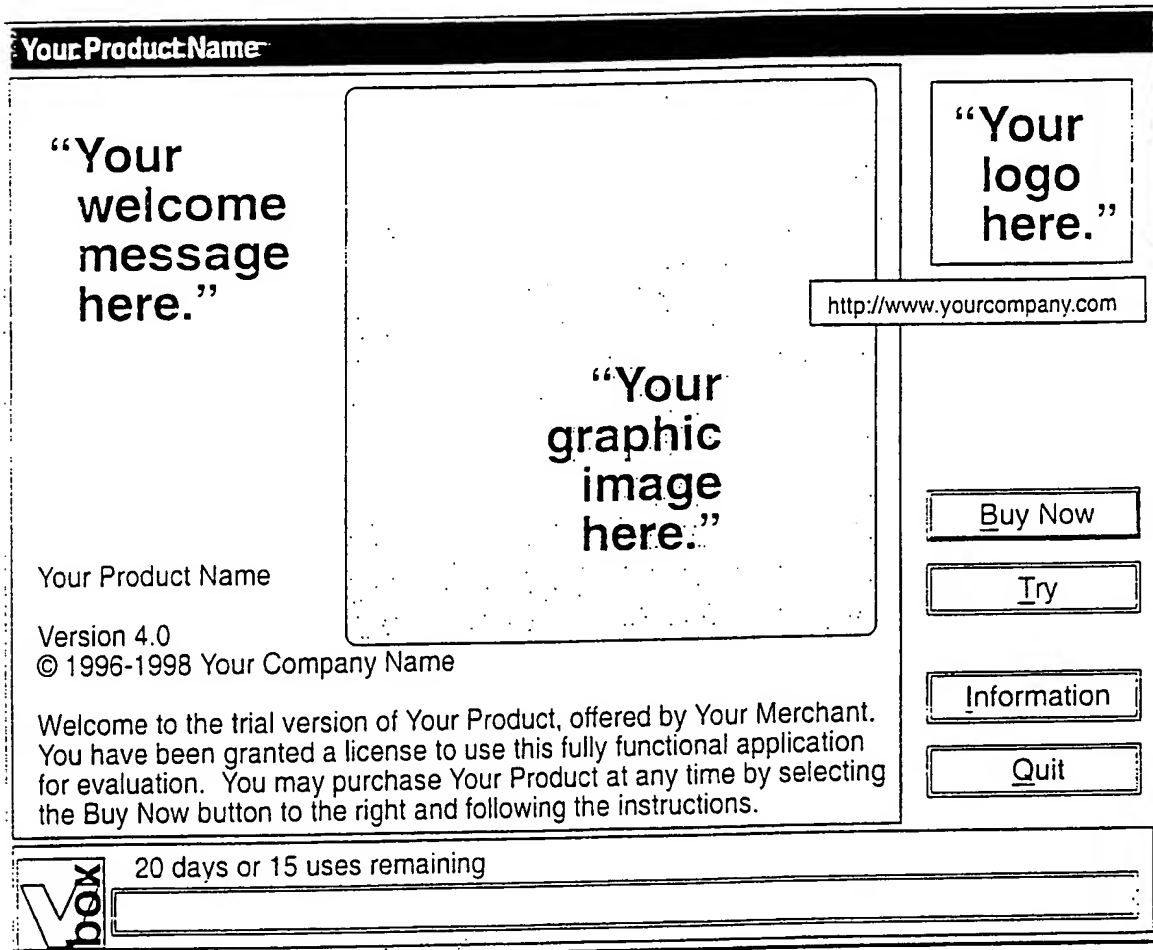 Your Product Name
“Your
welcome
message
here.”
“Your
graphic
image
here.”
“Your
logo
here.”
http://www.yourcompany.com
Buy Now
Try
Information
Quit
Your Product Name
Version 4.0
© 1996-1998 Your Company Name
Welcome to the trial version of Your Product, offered by Your Merchant.
You have been granted a license to use this fully functional application
for evaluation. You may purchase Your Product at any time by selecting
the Buy Now button to the right and following the instructions.
20 days or 15 uses remaining
Vbox